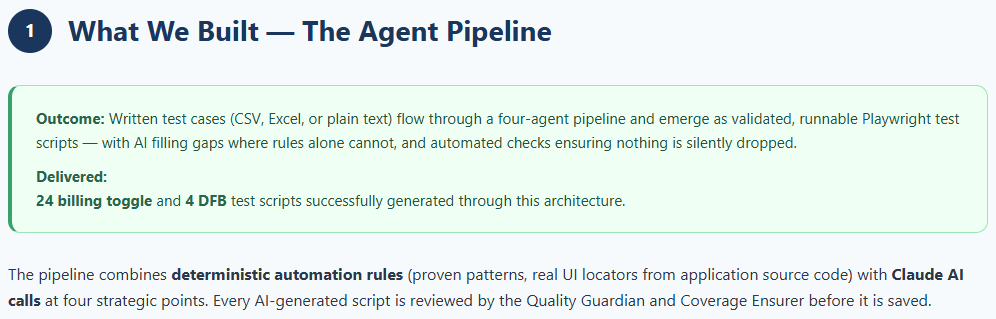 1 What We Built — The Agent Pipeline
Outcome: Written test cases (CSV, Excel, or plain text) flow through a four-agent pipeline and emerge as validated, runnable Playwright test
scripts — with AI filling gaps where rules alone cannot, and automated checks ensuring nothing is silently dropped.
Delivered:
24 billing toggle and 4 DFB test scripts successfully generated through this architecture.
The pipeline combines deterministic automation rules (proven patterns, real UI locators from application source code) with Claude AI
calls at four strategic points. Every AI-generated script is reviewed by the Quality Guardian and Coverage Ensurer before it is saved.